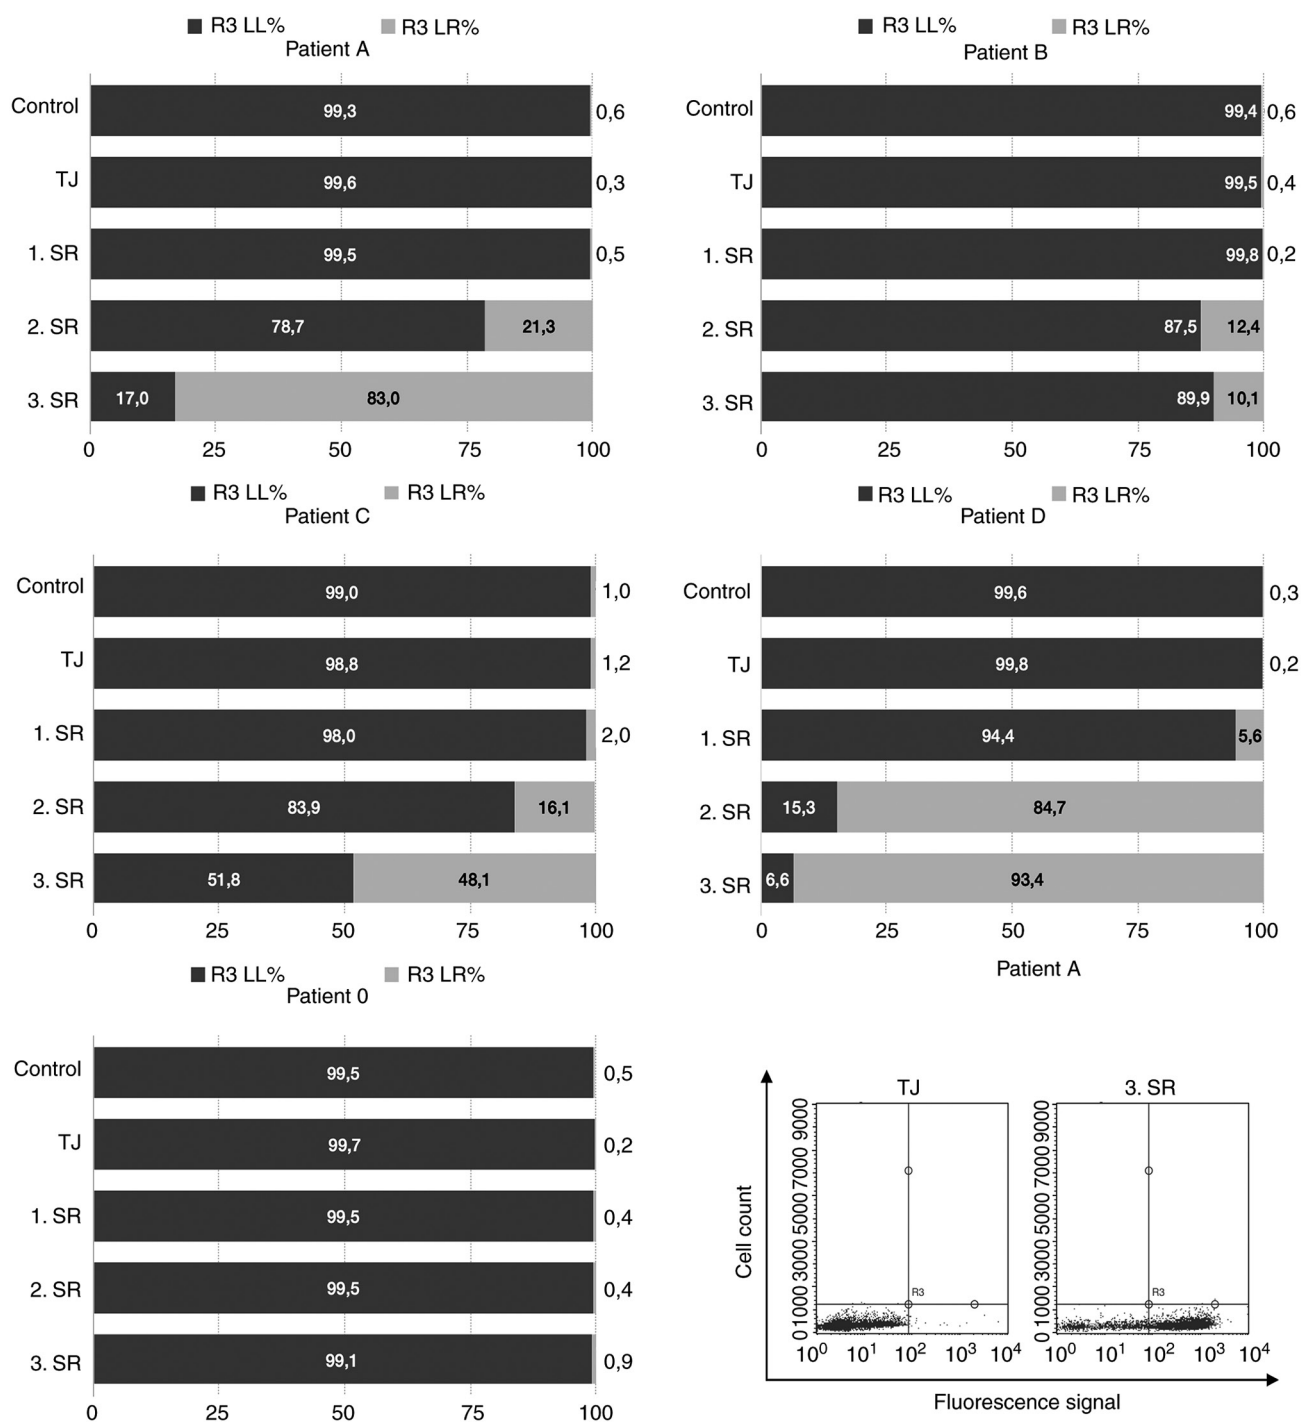 R3 LL% R3 LR%
Patient A
Control 99,3 0,6
TJ 99,6 0,3
1. SR 99,5 0,5
2. SR 78,7 21,3
3. SR 17,0 83,0
0 25 50 75 100
R3 LL% R3 LR%
Patient B
Control 99,4 0,6
TJ 99,5 0,4
1. SR 99,8 0,2
2. SR 87,5 12,4
3. SR 89,9 10,1
0 25 50 75 100
R3 LL% R3 LR%
Patient C
Control 99,0 1,0
TJ 98,8 1,2
1. SR 98,0 2,0
2. SR 83,9 16,1
3. SR 51,8 48,1
0 25 50 75 100
R3 LL% R3 LR%
Patient D
Control 99,6 0,3
TJ 99,8 0,2
1. SR 94,4 5,6
2. SR 15,3 84,7
3. SR 6,6 93,4
0 25 50 75 100
R3 LL% R3 LR%
Patient 0
Control 99,5 0,5
TJ 99,7 0,2
1. SR 99,5 0,4
2. SR 99,5 0,4
3. SR 99,1 0,9
0 25 50 75 100
Patient A
TJ
3. SR
Cell count
0 1000 3000 5000 7000 9000
R3
10⁰ 10¹ 10² 10³ 10⁴
0 1000 3000 5000 7000 9000
R3
10⁰ 10¹ 10² 10³ 10⁴
Fluorescence signal